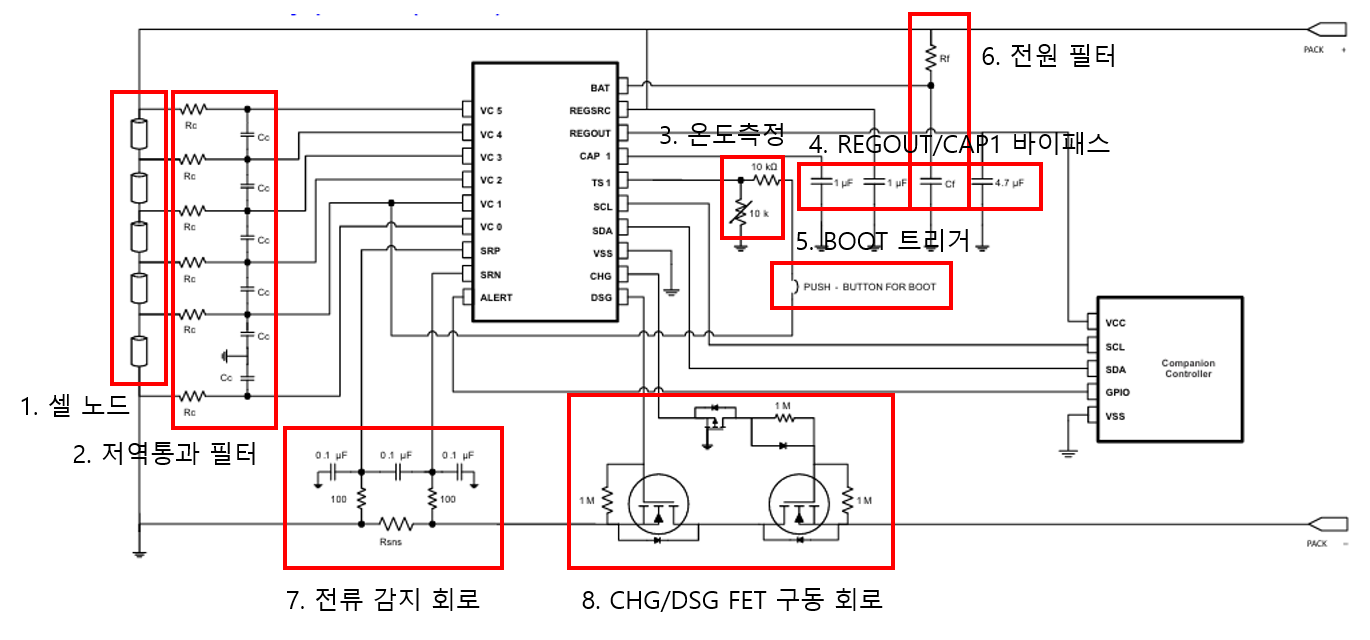 PACK +
Rf
6. 전원 필터
BAT
VC 5
REGSRC
Rc
Cc
VC 4
REGOUT
3. 온도측정
4. REGOUT/CAP1 바이패스
Rc
VC 3
CAP 1
10 kΩ
Cc
VC 2
TS 1
1 µF
1 µF
Cf
4.7 µF
Rc
VC 1
SCL
10 k
Cc
VC 0
SDA
5. BOOT 트리거
Rc
SRP
VSS
Cc
SRN
CHG
Rc
PUSH - BUTTON FOR BOOT
Cc
ALERT
DSG
Rc
Cc
VCC
SCL
Companion
Controller
SDA
Cc
GPIO
VSS
1. 셀 노드
Rc
1 M
2. 저역통과 필터
0.1 µF
0.1 µF
0.1 µF
100
100
1 M
1 M
Rsns
PACK −
7. 전류 감지 회로
8. CHG/DSG FET 구동 회로